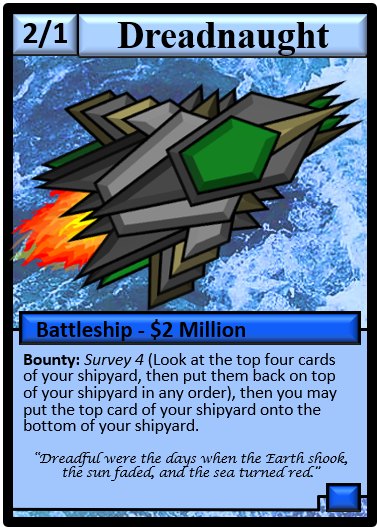 2/1
Dreadnaught
Battleship - $2 Million
Bounty: Survey 4 (Look at the top four cards
of your shipyard, then put them back on top
of your shipyard in any order), then you may
put the top card of your shipyard onto the
bottom of your shipyard.
“Dreadful were the days when the Earth shook,
the sun faded, and the sea turned red.”